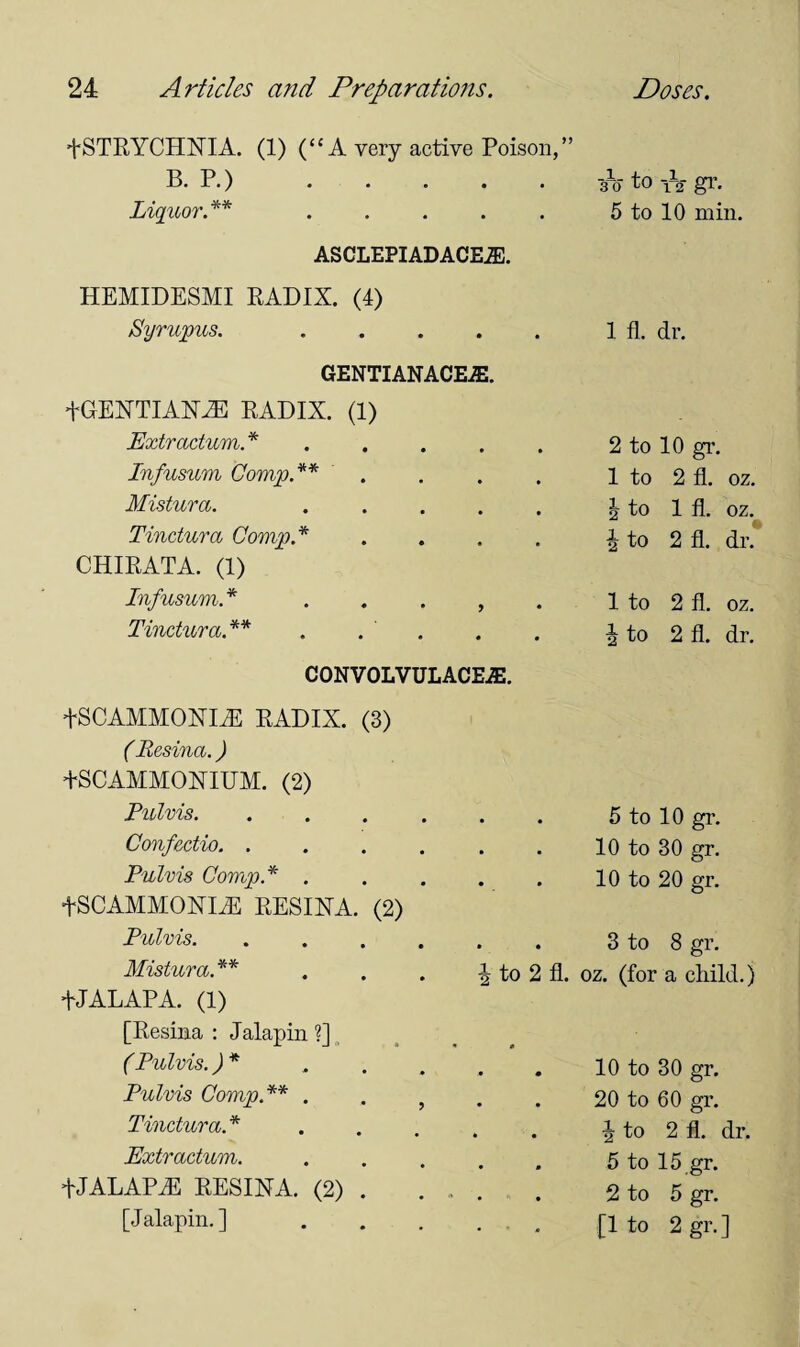 24 Articles and Preparations. Doses.
†STRYCHNIA. (1) (“A very active Poison,”
B. P.) . . . . . 1/30 to 1/12 gr.
Liquor.** . . . . . 5 to 10 min.
ASCLEPIADACEÆ.
HEMIDESMI RADIX. (4)
Syrupus. . . . . . 1 fl. dr.
GENTIANACEÆ.
†GENTIANÆ RADIX. (1)
Extractum.* . . . . . 2 to 10 gr.
Infusum Comp.** . . . . 1 to 2 fl. oz.
Mistura. . . . . . ½ to 1 fl. oz.
Tinctura Comp.* . . . . ½ to 2 fl. dr.
CHIRATA. (1)
Infusum.* . . . , . 1 to 2 fl. oz.
Tinctura.** . . . . . ½ to 2 fl. dr.
CONVOLVULACEÆ.
†SCAMMONIÆ RADIX. (3)
(Resina.)
†SCAMMONIUM. (2)
Pulvis. . . . . . . 5 to 10 gr.
Confectio. . . . . . . 10 to 30 gr.
Pulvis Comp.* . . . . . 10 to 20 gr.
†SCAMMONIÆ RESINA. (2)
Pulvis. . . . . . . 3 to 8 gr.
Mistura.** . . . ½ to 2 fl. oz. (for a child.)
†JALAPA. (1)
[Resina : Jalapin ?]
(Pulvis.)* . . . . . 10 to 30 gr.
Pulvis Comp.** . . , . . 20 to 60 gr.
Tinctura.* . . . . . ½ to 2 fl. dr.
Extractum. . . . . . 5 to 15 gr.
†JALAPÆ RESINA. (2) . . . . . 2 to 5 gr.
[Jalapin.] . . . . . . [1 to 2 gr.]